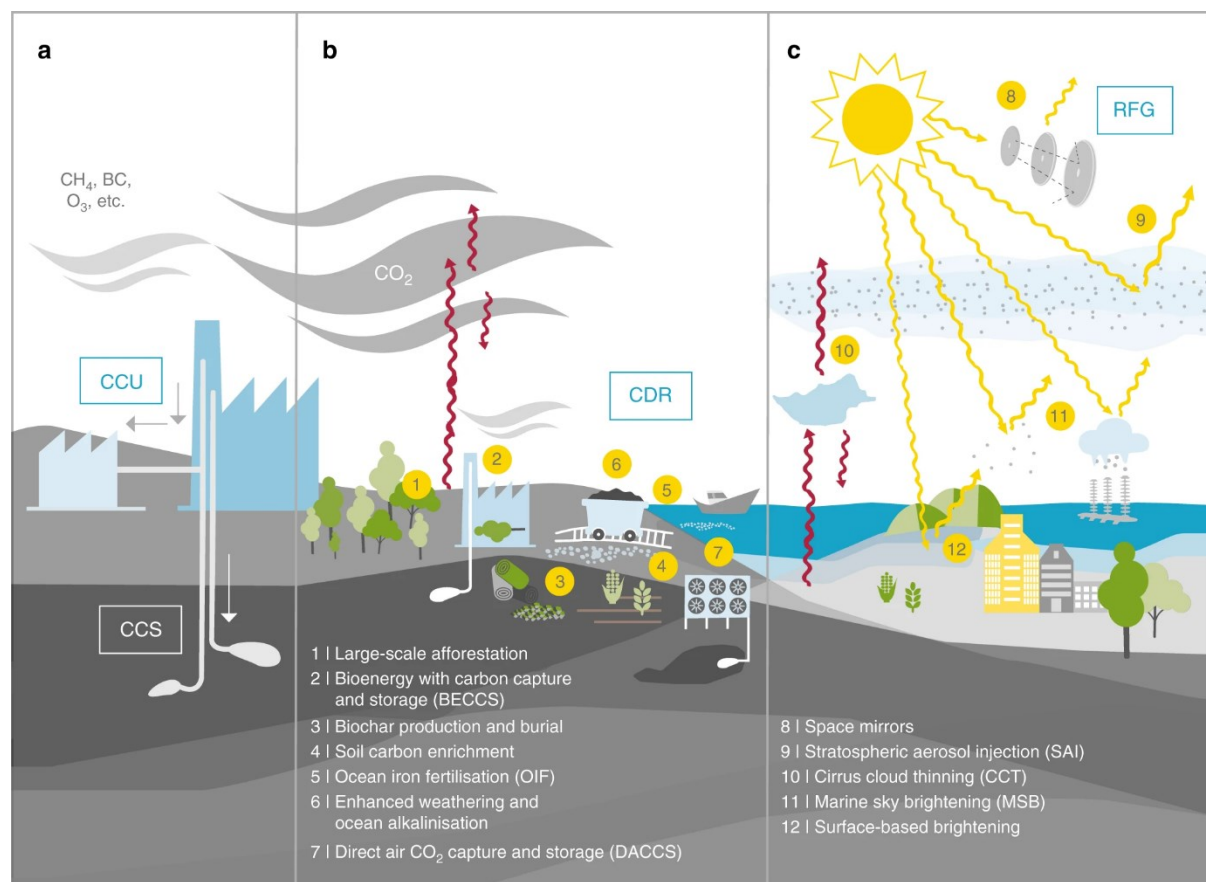 a
b
c
CH₄, BC,
O₃, etc.
CO₂
CCU
CCS
CDR
RFG
1
2
3
4
5
6
7
8
9
10
11
12
1 | Large-scale afforestation
2 | Bioenergy with carbon capture
and storage (BECCS)
3 | Biochar production and burial
4 | Soil carbon enrichment
5 | Ocean iron fertilisation (OIF)
6 | Enhanced weathering and
ocean alkalinisation
7 | Direct air CO₂ capture and storage (DACCS)
8 | Space mirrors
9 | Stratospheric aerosol injection (SAI)
10 | Cirrus cloud thinning (CCT)
11 | Marine sky brightening (MSB)
12 | Surface-based brightening